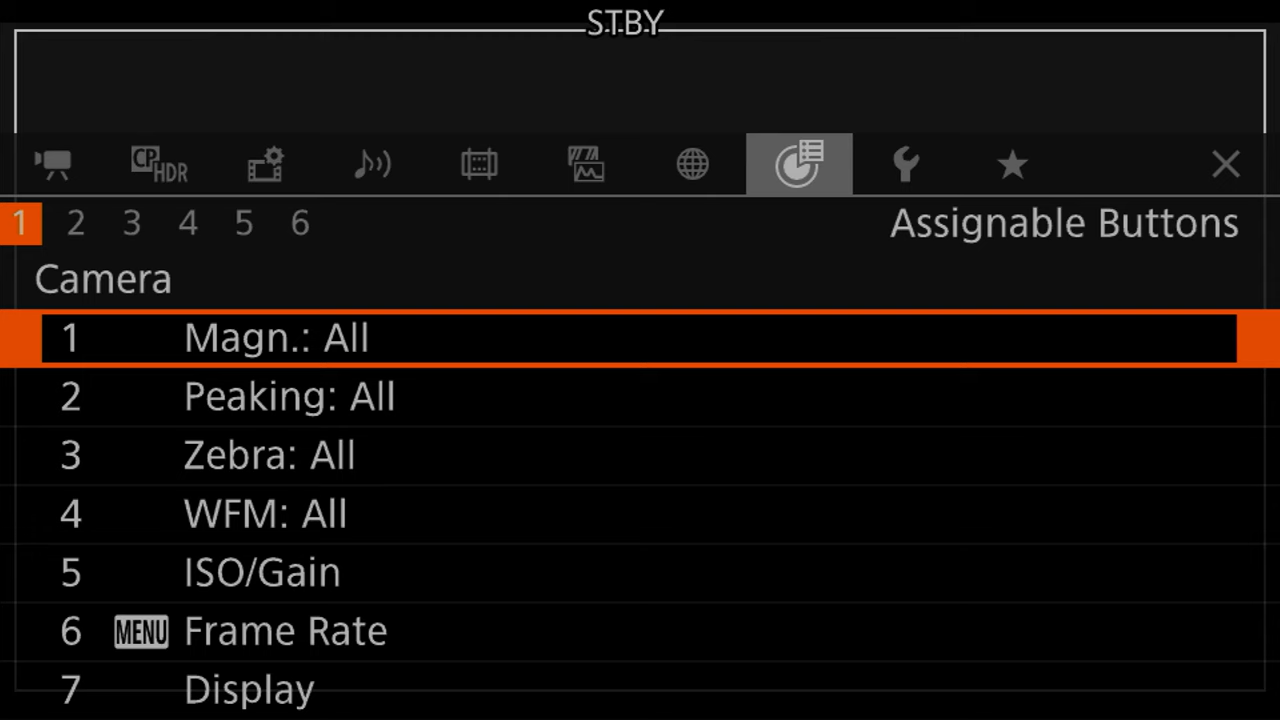 STBY
CP HDR
1 2 3 4 5 6 Assignable Buttons
Camera
1 Magn.: All
2 Peaking: All
3 Zebra: All
4 WFM: All
5 ISO/Gain
6 MENU Frame Rate
7 Display